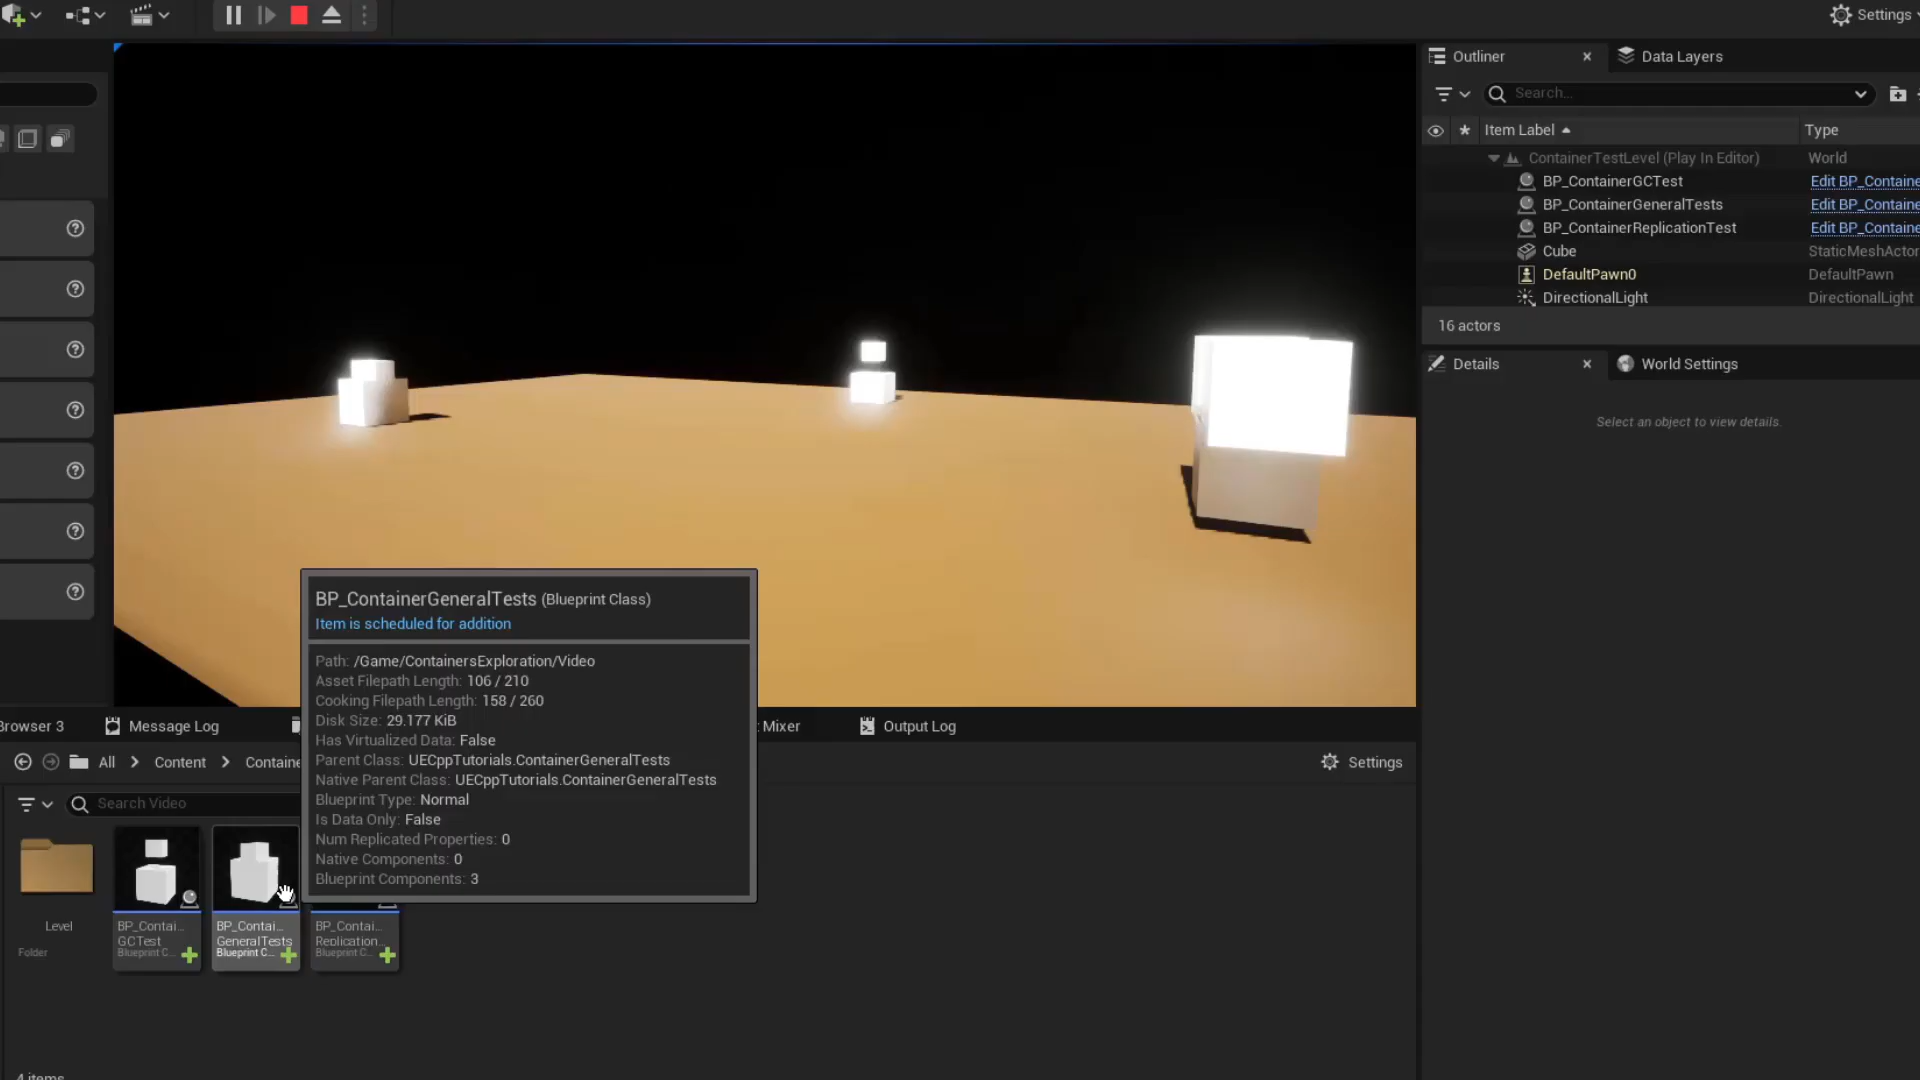 Settings
Outliner
Data Layers
Search...
Item Label
Type
ContainerTestLevel (Play In Editor)
World
BP_ContainerGCTest
Edit BP_Containe
BP_ContainerGeneralTests
Edit BP_Containe
BP_ContainerReplicationTest
Edit BP_Containe
Cube
StaticMeshActor
DefaultPawn0
DefaultPawn
DirectionalLight
DirectionalLight
16 actors
Details
World Settings
Select an object to view details.
BP_ContainerGeneralTests (Blueprint Class)
Item is scheduled for addition
Path: /Game/ContainersExploration/Video
Asset Filepath Length: 106 / 210
Cooking Filepath Length: 158 / 260
Disk Size: 29.177 KiB
Has Virtualized Data: False
Parent Class: UECppTutorials.ContainerGeneralTests
Native Parent Class: UECppTutorials.ContainerGeneralTests
Blueprint Type: Normal
Is Data Only: False
Num Replicated Properties: 0
Native Components: 0
Blueprint Components: 3
Browser 3
Message Log
Mixer
Output Log
All
Content
Containe
Settings
Search Video
Level
Folder
BP_Contai...
GCTest
Blueprint C...
BP_Contai...
GeneralTests
Blueprint C...
BP_Contai...
Replication...
Blueprint C...
4 items